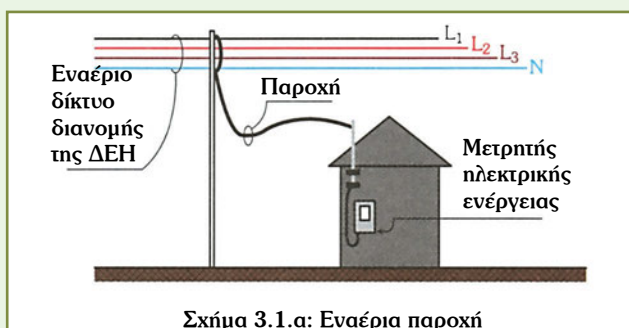 L1
L2
L3
N
Εναέριο
δίκτυο
διανομής
της ΔΕΗ
Παροχή
Μετρητής
ηλεκτρικής
ενέργειας
Σχήμα 3.1.α: Εναέρια παροχή